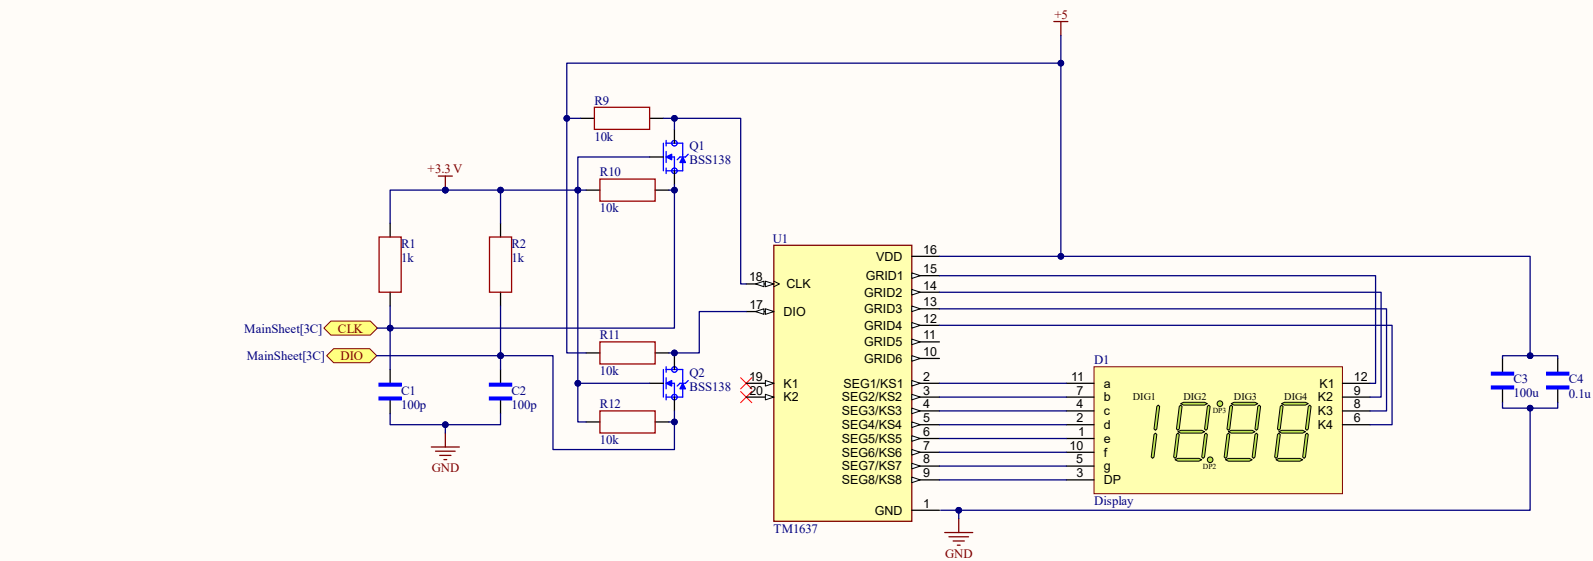 +5
R9
10k
Q1
BSS138
+3.3 V
R10
10k
R1
1k
R2
1k
U1
VDD 16
GRID1 15
18 CLK
GRID2 14
GRID3 13
17 DIO
GRID4 12
MainSheet[3C] CLK
GRID5 11
R11
MainSheet[3C] DIO
GRID6 10
D1
10k
Q2
BSS138
19 K1
20 K2
SEG1/KS1 2
SEG2/KS2 3
SEG3/KS3 4
SEG4/KS4 5
SEG5/KS5 6
SEG6/KS6 7
SEG7/KS7 8
SEG8/KS8 9
11 a
7 b
4 c
2 d
1 e
10 f
5 g
3 DP
DIG1 DIG2 DIG3 DIG4
DP3
DP2
K1 12
K2 9
K3 8
K4 6
C1
100p
C2
100p
R12
10k
C3
100u
C4
0.1u
GND
Display
GND 1
TM1637
GND